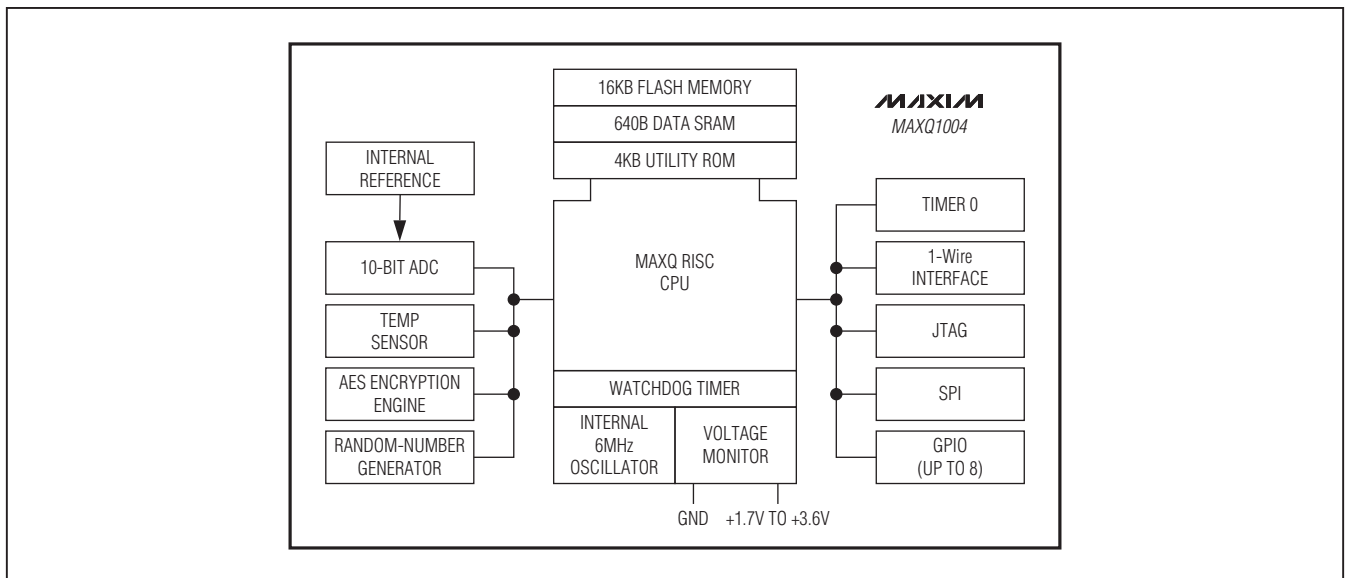 16KB FLASH MEMORY
640B DATA SRAM
4KB UTILITY ROM
MAXIM
MAXQ1004
INTERNAL
REFERENCE
10-BIT ADC
TEMP
SENSOR
AES ENCRYPTION
ENGINE
RANDOM-NUMBER
GENERATOR
MAXQ RISC
CPU
WATCHDOG TIMER
INTERNAL
6MHz
OSCILLATOR
VOLTAGE
MONITOR
GND
+1.7V TO +3.6V
TIMER 0
1-Wire
INTERFACE
JTAG
SPI
GPIO
(UP TO 8)